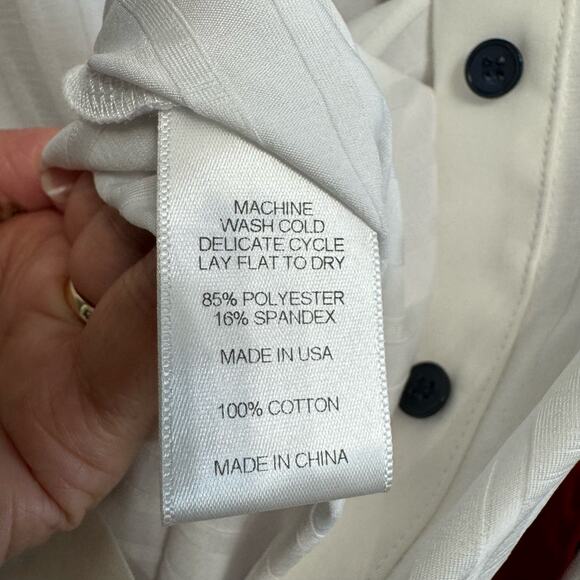 MACHINE
WASH COLD
DELICATE CYCLE
LAY FLAT TO DRY
85% POLYESTER
16% SPANDEX
MADE IN USA
100% COTTON
MADE IN CHINA